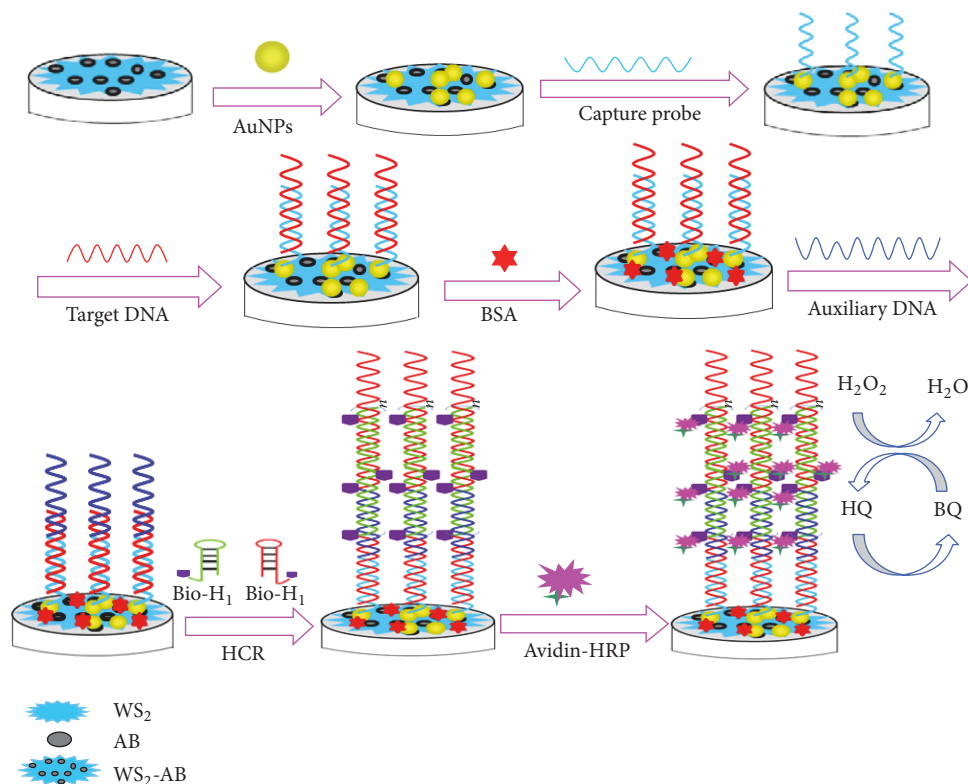 AuNPs
Capture probe
Target DNA
BSA
Auxiliary DNA
n n n
n n n
H₂O₂ H₂O
HQ BQ
Bio-H₁ Bio-H₁
HCR
Avidin-HRP
WS₂
AB
WS₂-AB